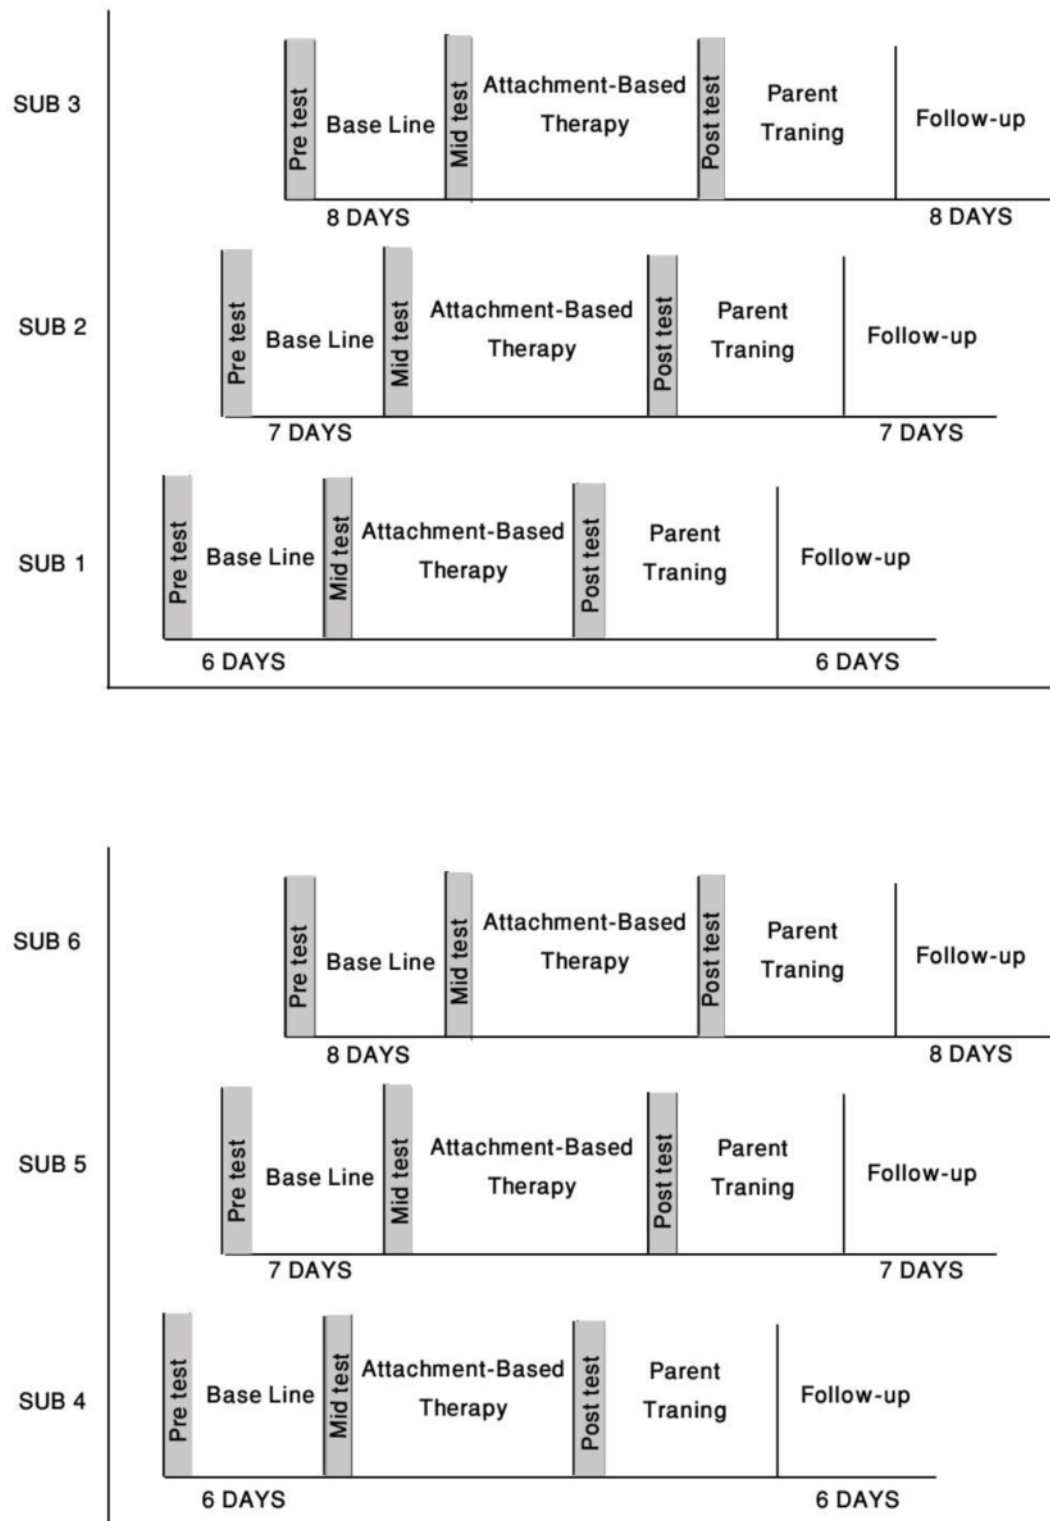 SUB 3
Pre test
Base Line
Mid test
Attachment-Based
Therapy
Post test
Parent
Traning
Follow-up
8 DAYS
8 DAYS
SUB 2
Pre test
Base Line
Mid test
Attachment-Based
Therapy
Post test
Parent
Traning
Follow-up
7 DAYS
7 DAYS
SUB 1
Pre test
Base Line
Mid test
Attachment-Based
Therapy
Post test
Parent
Traning
Follow-up
6 DAYS
6 DAYS
SUB 6
Pre test
Base Line
Mid test
Attachment-Based
Therapy
Post test
Parent
Traning
Follow-up
8 DAYS
8 DAYS
SUB 5
Pre test
Base Line
Mid test
Attachment-Based
Therapy
Post test
Parent
Traning
Follow-up
7 DAYS
7 DAYS
SUB 4
Pre test
Base Line
Mid test
Attachment-Based
Therapy
Post test
Parent
Traning
Follow-up
6 DAYS
6 DAYS